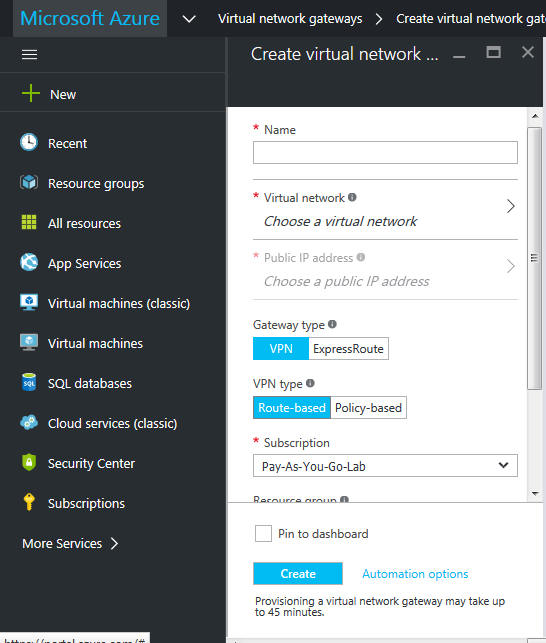 Microsoft Azure
Virtual network gateways
Create virtual network gat
New
Recent
Resource groups
All resources
App Services
Virtual machines (classic)
Virtual machines
SQL databases
Cloud services (classic)
Security Center
Subscriptions
More Services
Create virtual network ...
* Name
* Virtual network
Choose a virtual network
* Public IP address
Choose a public IP address
Gateway type
VPN ExpressRoute
VPN type
Route-based Policy-based
* Subscription
Pay-As-You-Go-Lab
Resource group
Pin to dashboard
Create Automation options
Provisioning a virtual network gateway may take up
to 45 minutes.
https://portal.azure.com/#